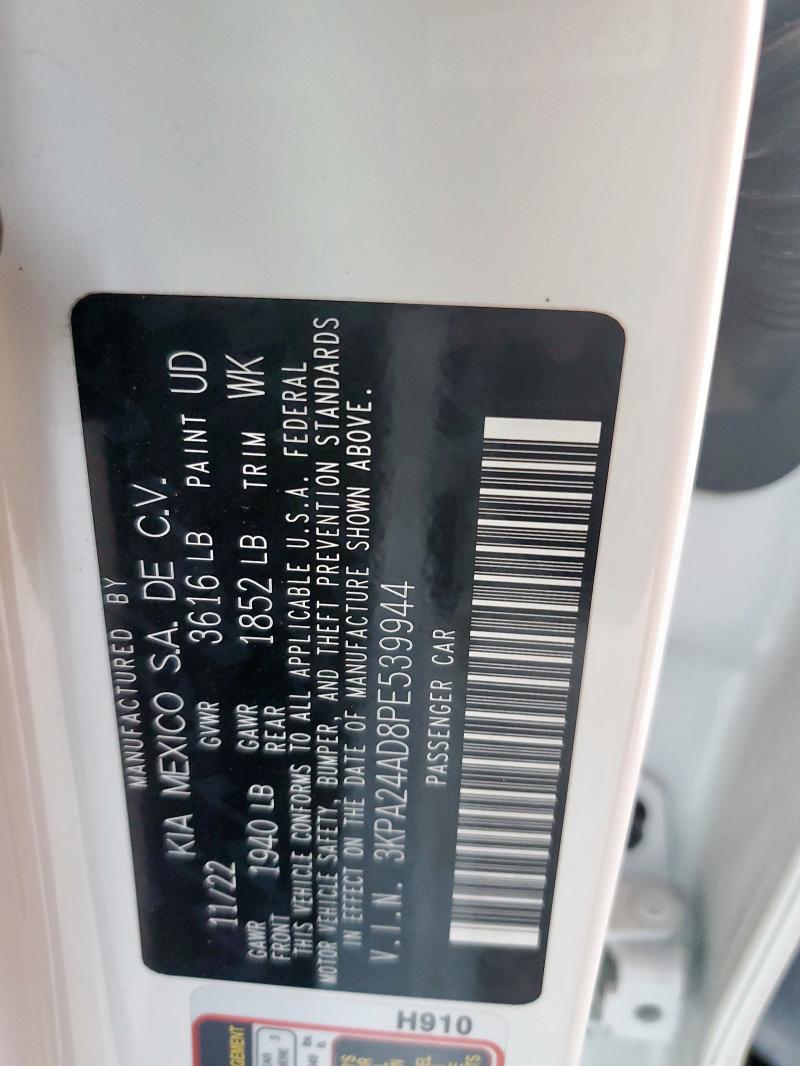 MANUFACTURED BY
KIA MEXICO S.A. DE C.V.
11/22 GVWR 3616 LB PAINT UD
GAWR FRONT 1940 LB GAWR REAR 1852 LB TRIM WK
THIS VEHICLE CONFORMS TO ALL APPLICABLE U.S.A. FEDERAL
MOTOR VEHICLE SAFETY, BUMPER, AND THEFT PREVENTION STANDARDS
IN EFFECT ON THE DATE OF MANUFACTURE SHOWN ABOVE.
V.I.N. 3KPA24AD8PE539944
PASSENGER CAR
H910